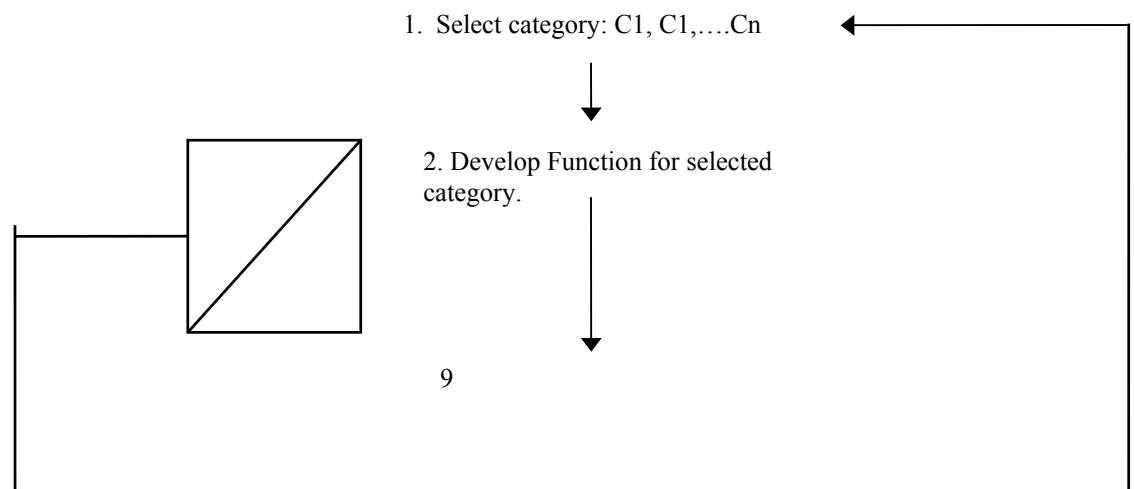 1. Select category: C1, C1,….Cn
2. Develop Function for selected
category.
9